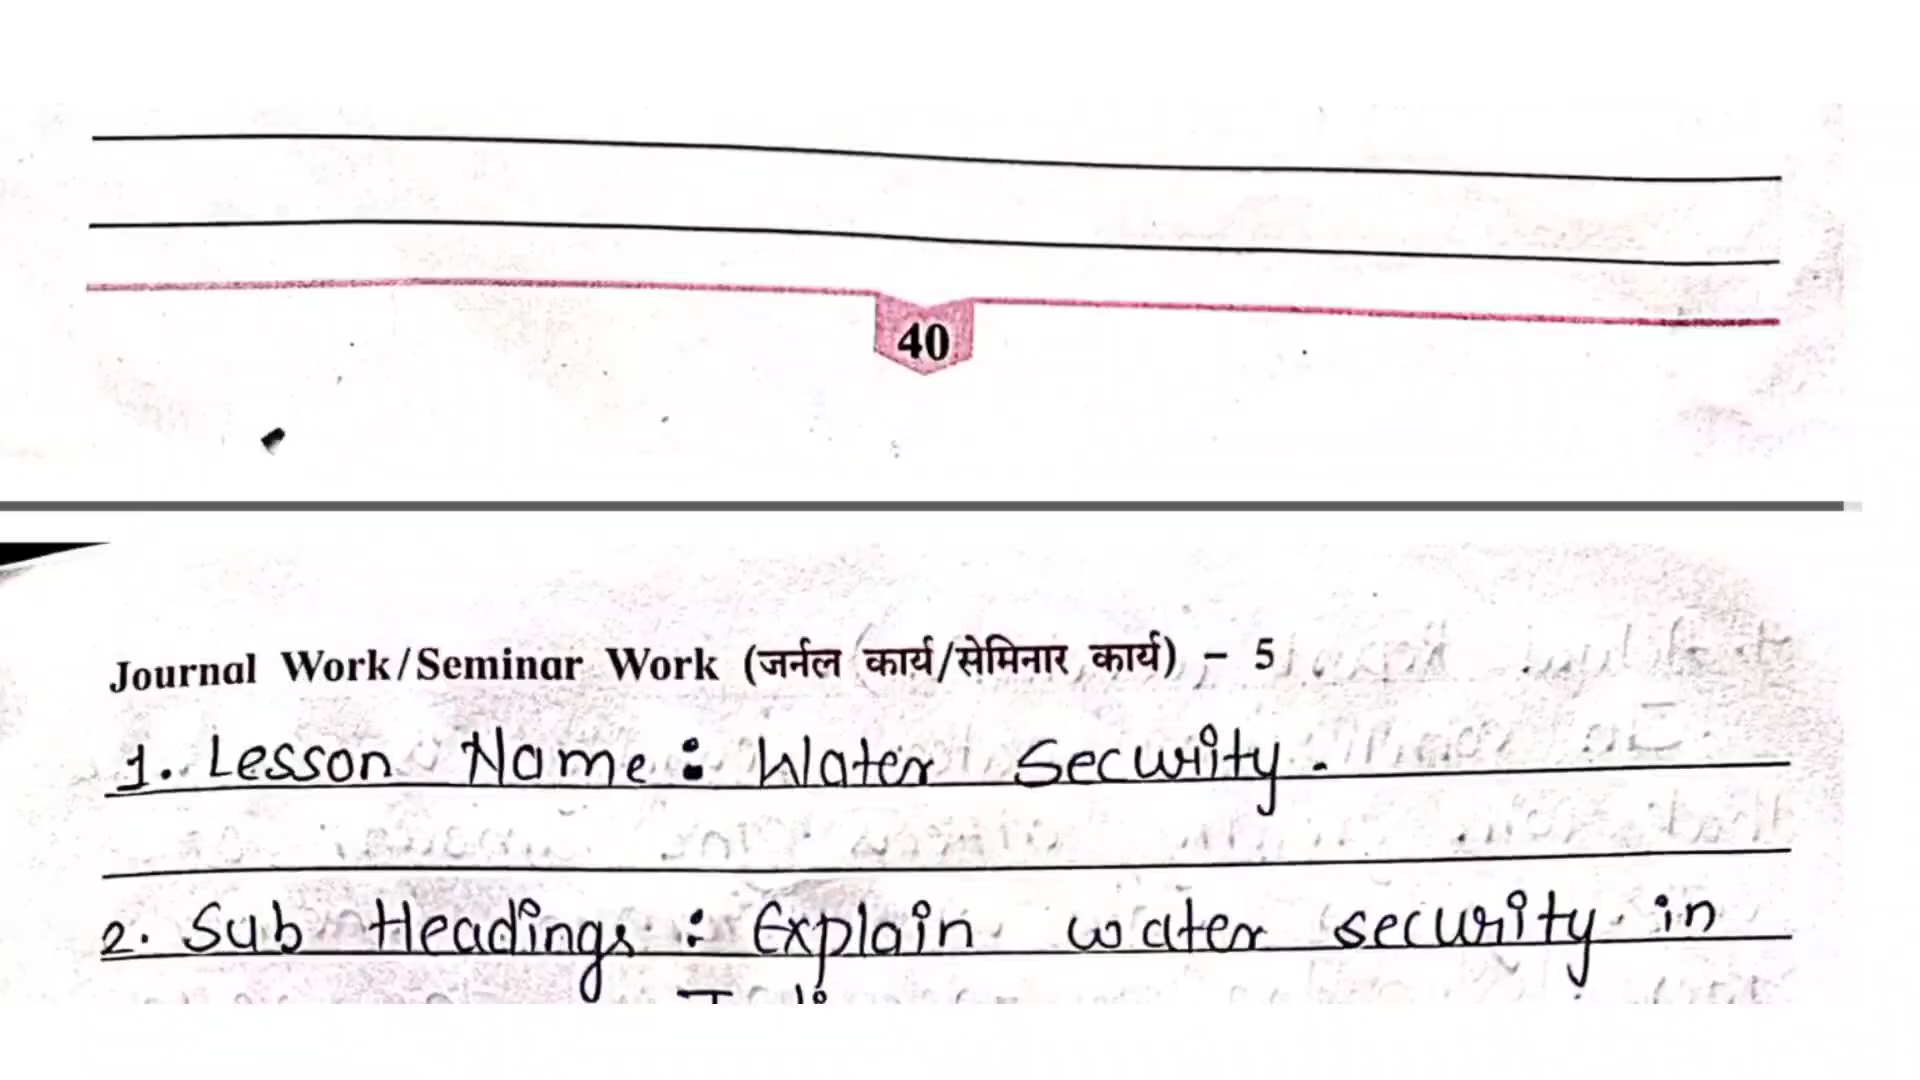 40
Journal Work/Seminar Work (जर्नल कार्य/सेमिनार कार्य) – 5
1. Lesson Name : Water Security.
2. Sub Headings : Explain water security in